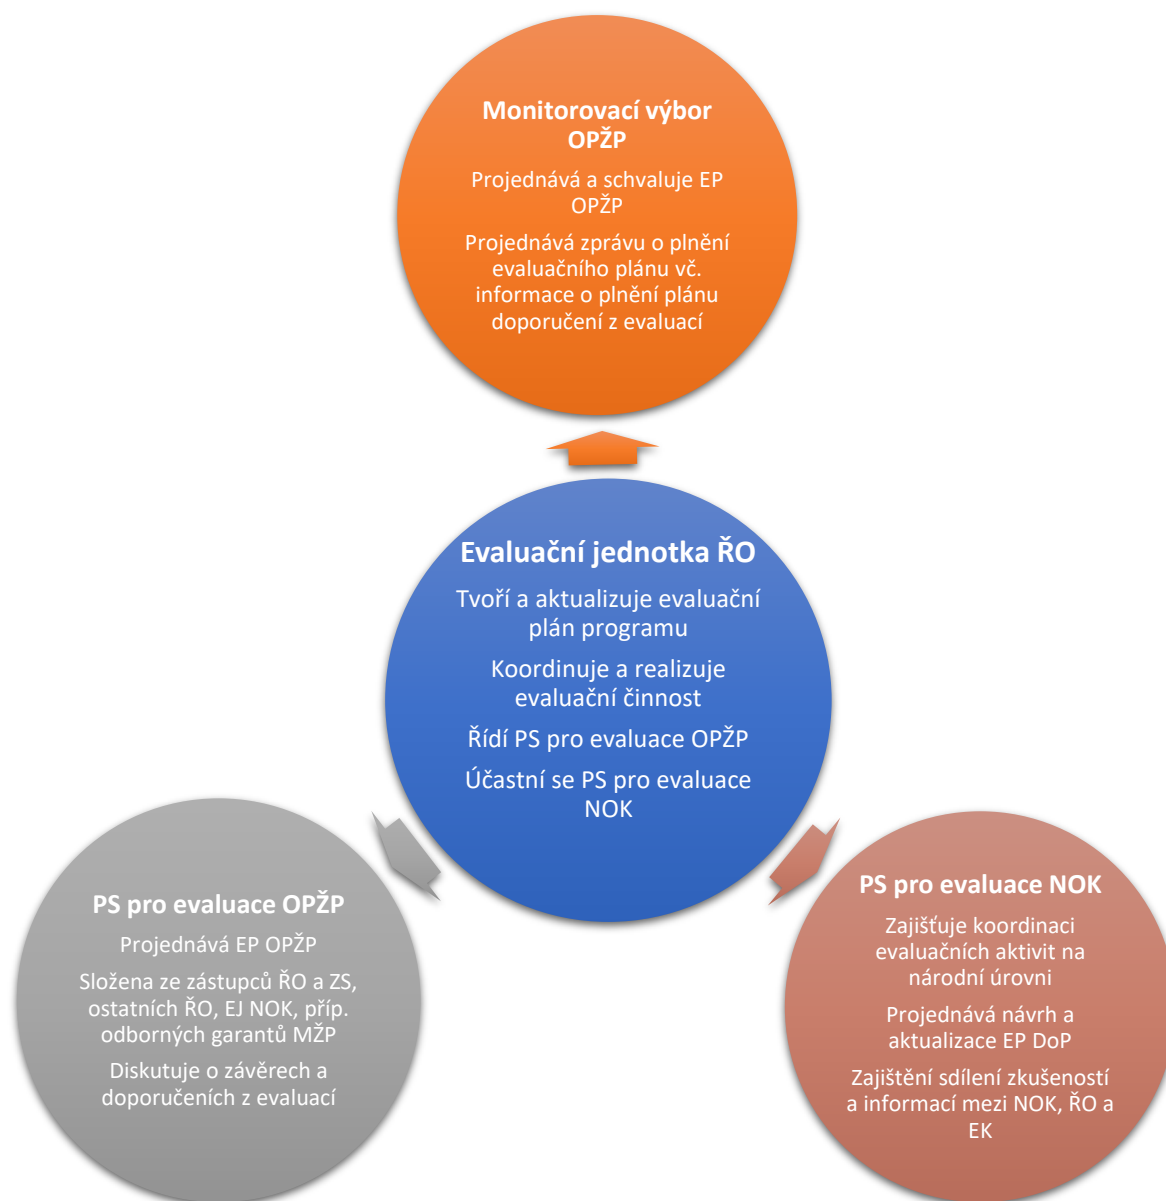 Monitorovací výbor
OPŽP
Projednává a schvaluje EP
OPŽP
Projednává zprávu o plnění
evaluačního plánu vč.
informace o plnění plánu
doporučení z evaluací
Evaluační jednotka ŘO
Tvoří a aktualizuje evaluační
plán programu
Koordinuje a realizuje
evaluační činnost
Řídí PS pro evaluace OPŽP
Účastní se PS pro evaluace
NOK
PS pro evaluace OPŽP
Projednává EP OPŽP
Složena ze zástupců ŘO a ZS,
ostatních ŘO, EJ NOK, příp.
odborných garantů MŽP
Diskutuje o závěrech a
doporučeních z evaluací
PS pro evaluace NOK
Zajišťuje koordinaci
evaluačních aktivit na
národní úrovni
Projednává návrh a
aktualizace EP DoP
Zajištění sdílení zkušeností
a informací mezi NOK, ŘO a
EK